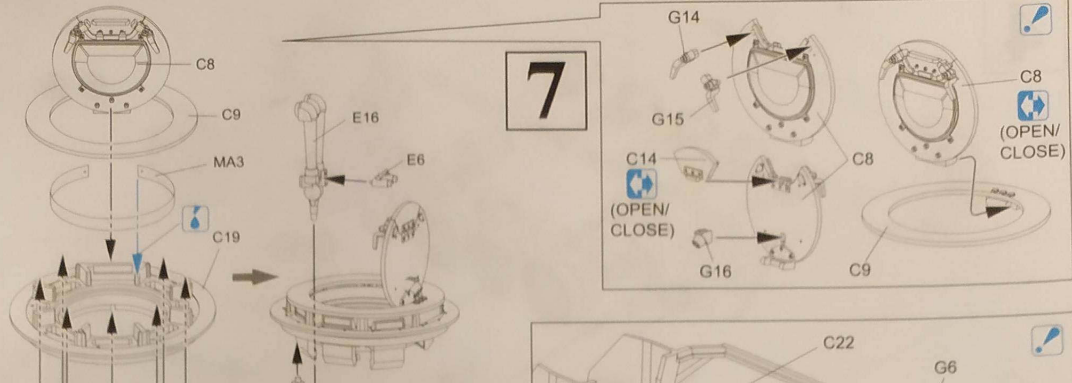 C8
C9
MA3
C19
E16
E6
7
G14
G15
C14
(OPEN/
CLOSE)
G16
C8
C8
(OPEN/
CLOSE)
C9
C22
G6